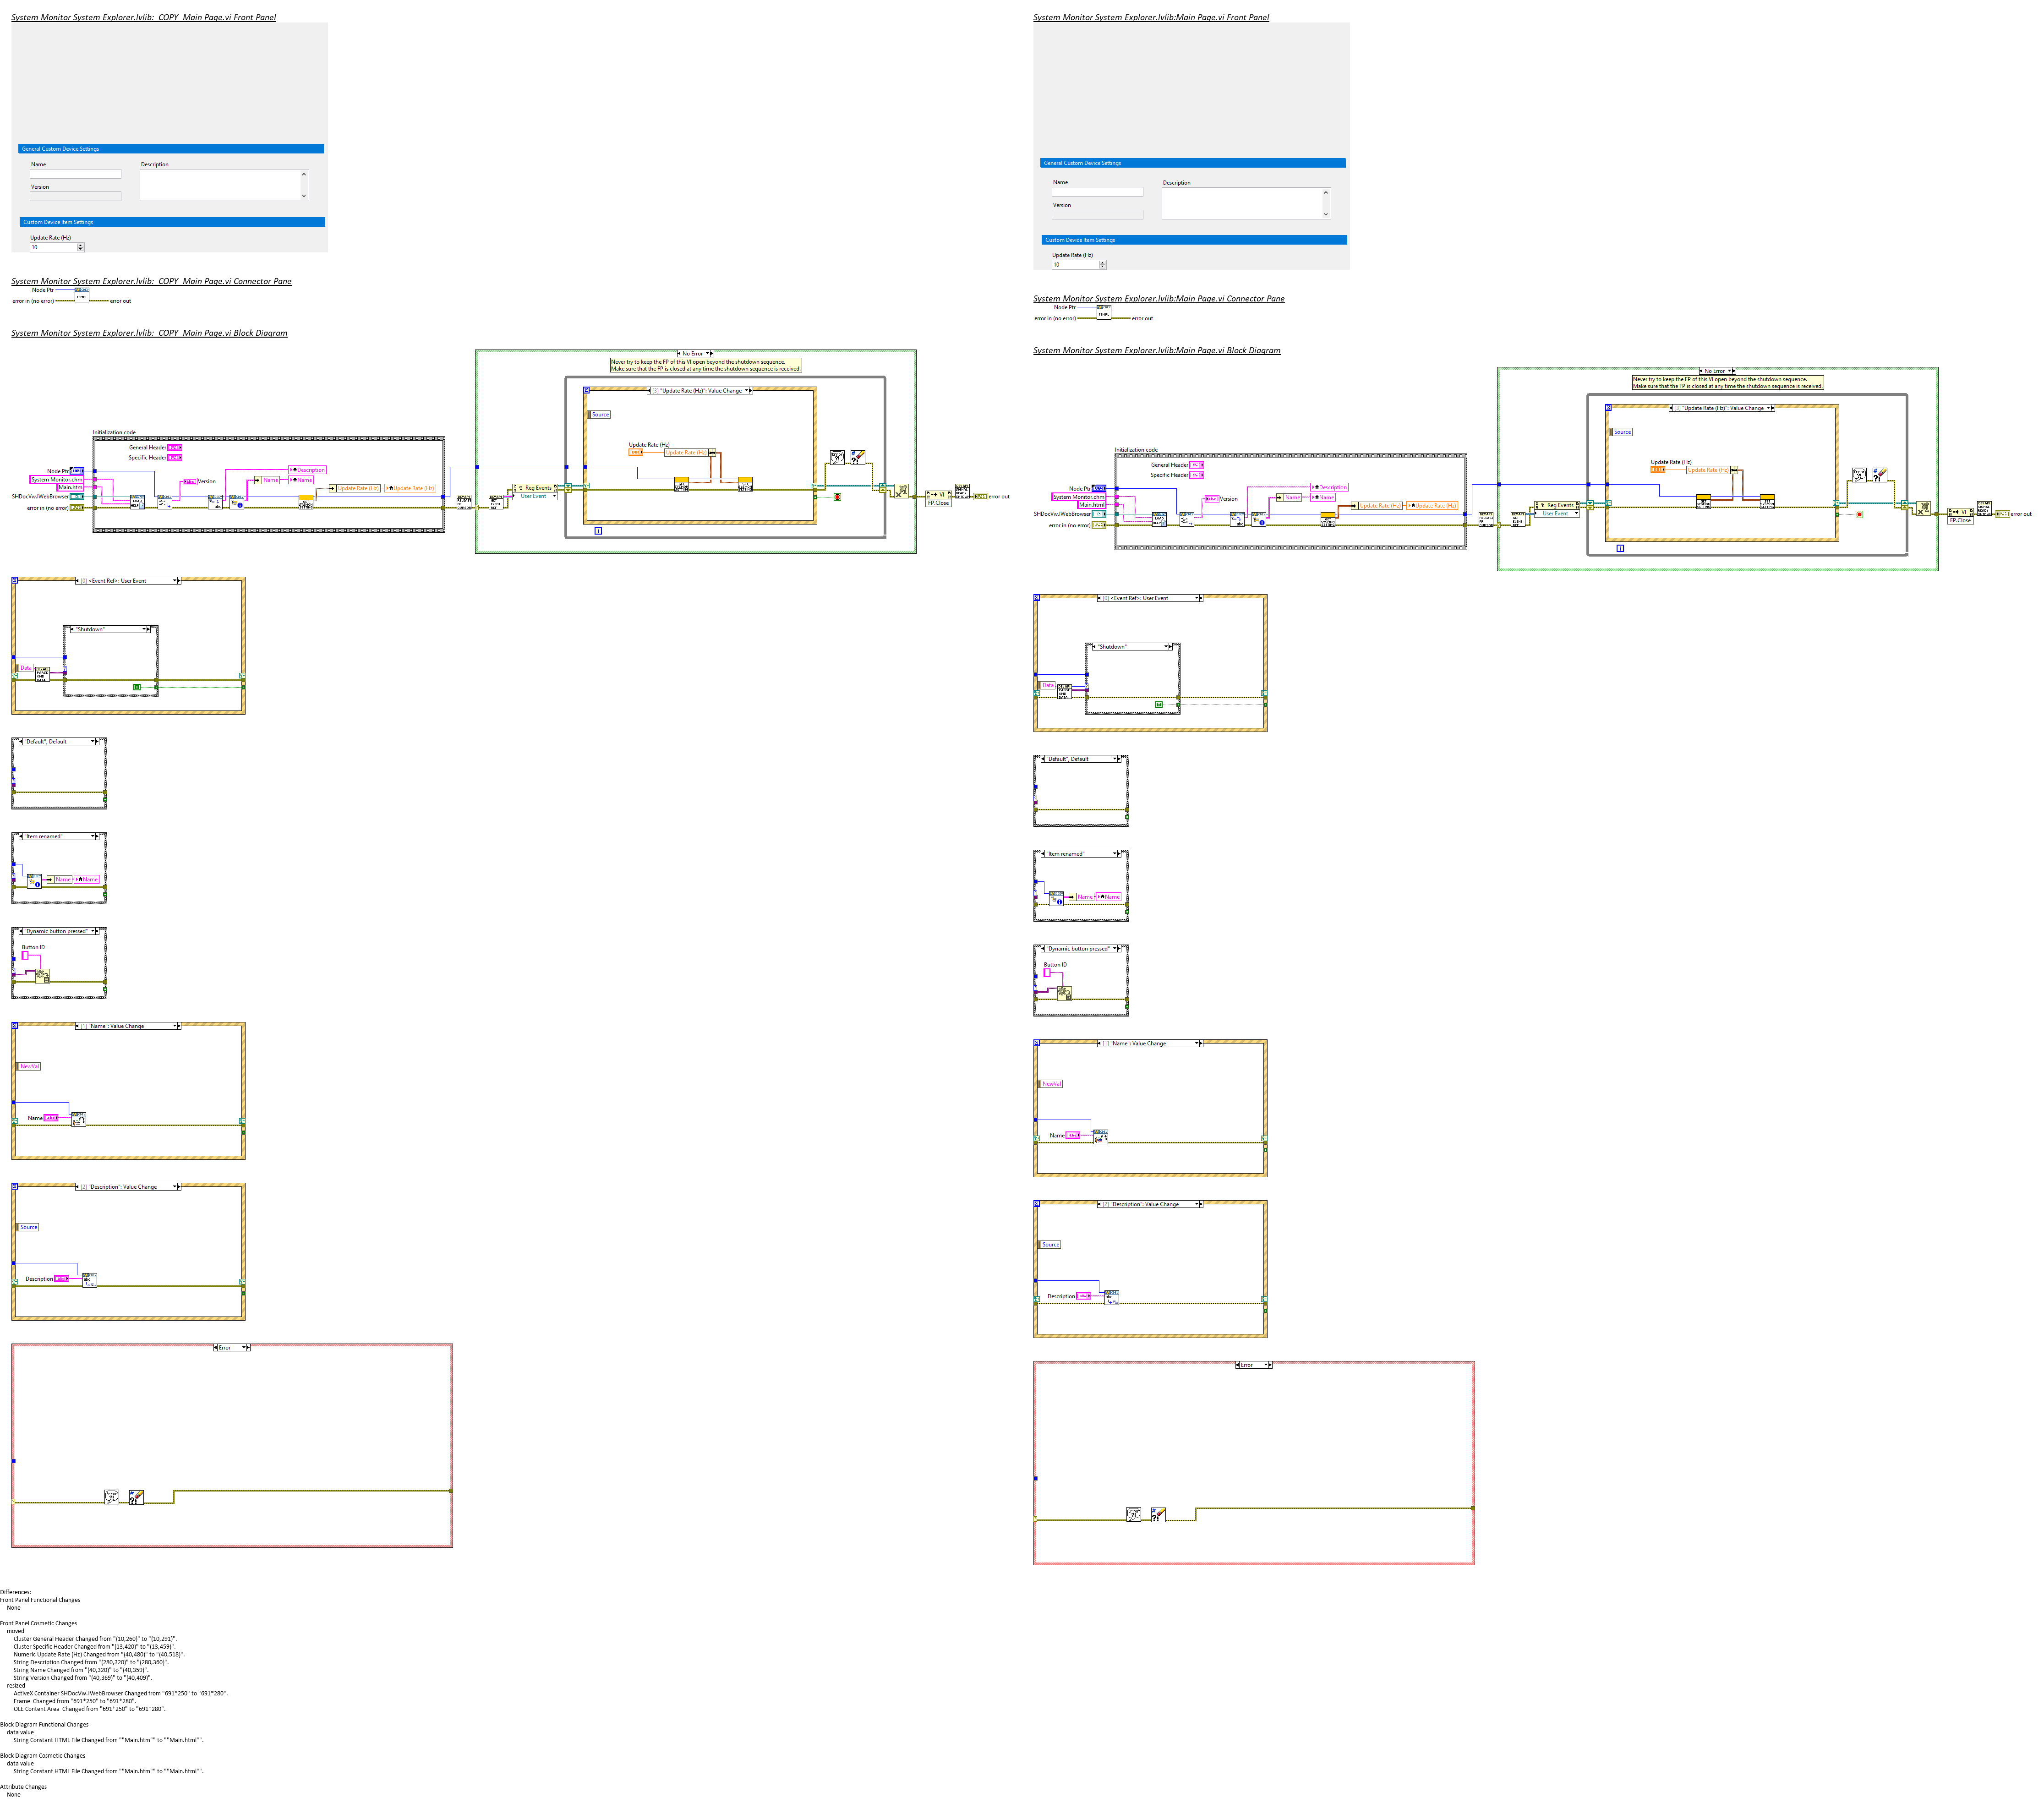 System Monitor System Explorer.lvlib:_COPY_Main Page.vi Front Panel
General Custom Device Settings
Name
Description
Version
Custom Device Item Settings
Update Rate (Hz)
10
System Monitor System Explorer.lvlib:_COPY_Main Page.vi Connector Pane
Node Ptr
TEMPL
error in (no error)
error out
System Monitor System Explorer.lvlib:_COPY_Main Page.vi Block Diagram
No Error
Never try to keep the FP of this VI open beyond the shutdown sequence.
Make sure that the FP is closed at any time the shutdown sequence is received.
[3] "Update Rate (Hz)": Value Change
Source
Update Rate (Hz)
Update Rate (Hz)
Initialization code
General Header
Specific Header
Node Ptr
System Monitor.chm
Main.htm
SHDocVw.IWebBrowser
error in (no error)
Version
Description
Name
Name
Update Rate (Hz)
Update Rate (Hz)
Reg Events
User Event
VI
FP.Close
error out
[0] <Event Ref>: User Event
"Shutdown"
Data
"Default", Default
"Item renamed"
Name
Name
"Dynamic button pressed"
Button ID
[1] "Name": Value Change
NewVal
Name
[2] "Description": Value Change
Source
Description
Error
Differences:
Front Panel Functional Changes
None
Front Panel Cosmetic Changes
moved
Cluster General Header Changed from "(10,260)" to "(10,291)".
Cluster Specific Header Changed from "(13,420)" to "(13,459)".
Numeric Update Rate (Hz) Changed from "(40,480)" to "(40,518)".
String Description Changed from "(280,320)" to "(280,360)".
String Name Changed from "(40,320)" to "(40,359)".
String Version Changed from "(40,369)" to "(40,409)".
resized
ActiveX Container SHDocVw.IWebBrowser Changed from "691*250" to "691*280".
Frame  Changed from "691*250" to "691*280".
OLE Content Area  Changed from "691*250" to "691*280".
Block Diagram Functional Changes
data value
String Constant HTML File Changed from ""Main.htm"" to ""Main.html"".
Block Diagram Cosmetic Changes
data value
String Constant HTML File Changed from ""Main.htm"" to ""Main.html"".
Attribute Changes
None
System Monitor System Explorer.lvlib:Main Page.vi Front Panel
General Custom Device Settings
Name
Description
Version
Custom Device Item Settings
Update Rate (Hz)
10
System Monitor System Explorer.lvlib:Main Page.vi Connector Pane
Node Ptr
TEMPL
error in (no error)
error out
System Monitor System Explorer.lvlib:Main Page.vi Block Diagram
No Error
Never try to keep the FP of this VI open beyond the shutdown sequence.
Make sure that the FP is closed at any time the shutdown sequence is received.
[3] "Update Rate (Hz)": Value Change
Source
Update Rate (Hz)
Update Rate (Hz)
Initialization code
General Header
Specific Header
Node Ptr
System Monitor.chm
Main.html
SHDocVw.IWebBrowser
error in (no error)
Version
Description
Name
Name
Update Rate (Hz)
Update Rate (Hz)
Reg Events
User Event
VI
FP.Close
error out
[0] <Event Ref>: User Event
"Shutdown"
Data
"Default", Default
"Item renamed"
Name
Name
"Dynamic button pressed"
Button ID
[1] "Name": Value Change
NewVal
Name
[2] "Description": Value Change
Source
Description
Error